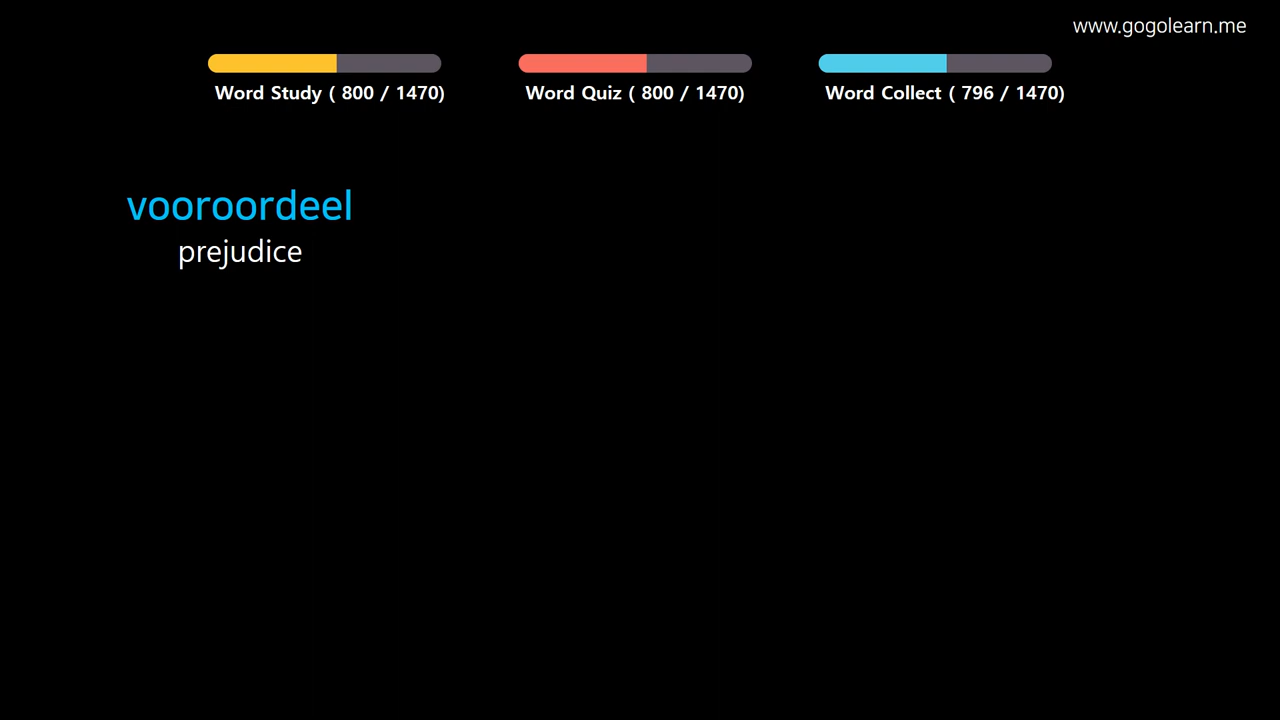 www.gogolearn.me
Word Study ( 800 / 1470)
Word Quiz ( 800 / 1470)
Word Collect ( 796 / 1470)
vooroordeel
prejudice